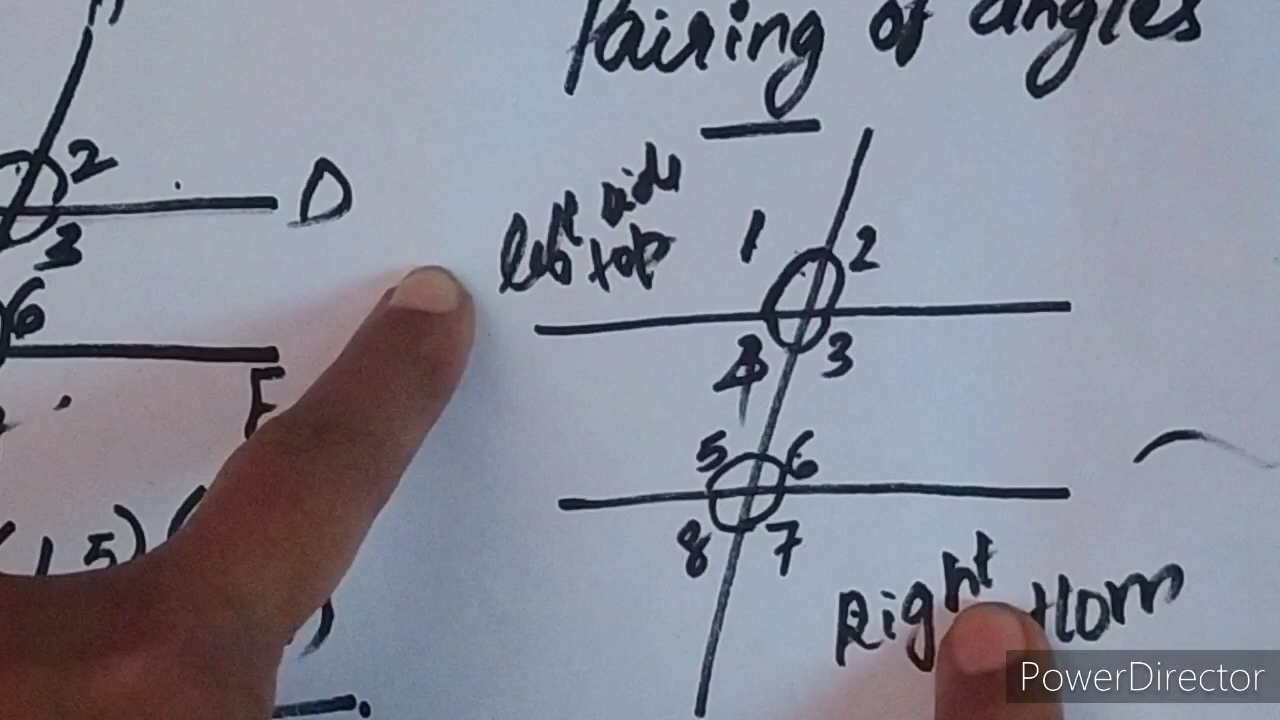 Pairing of angles
left side
top
1 2
4 3
5 6
8 7
2
D
3
6
F
1,5) (
)
Right
PowerDirector